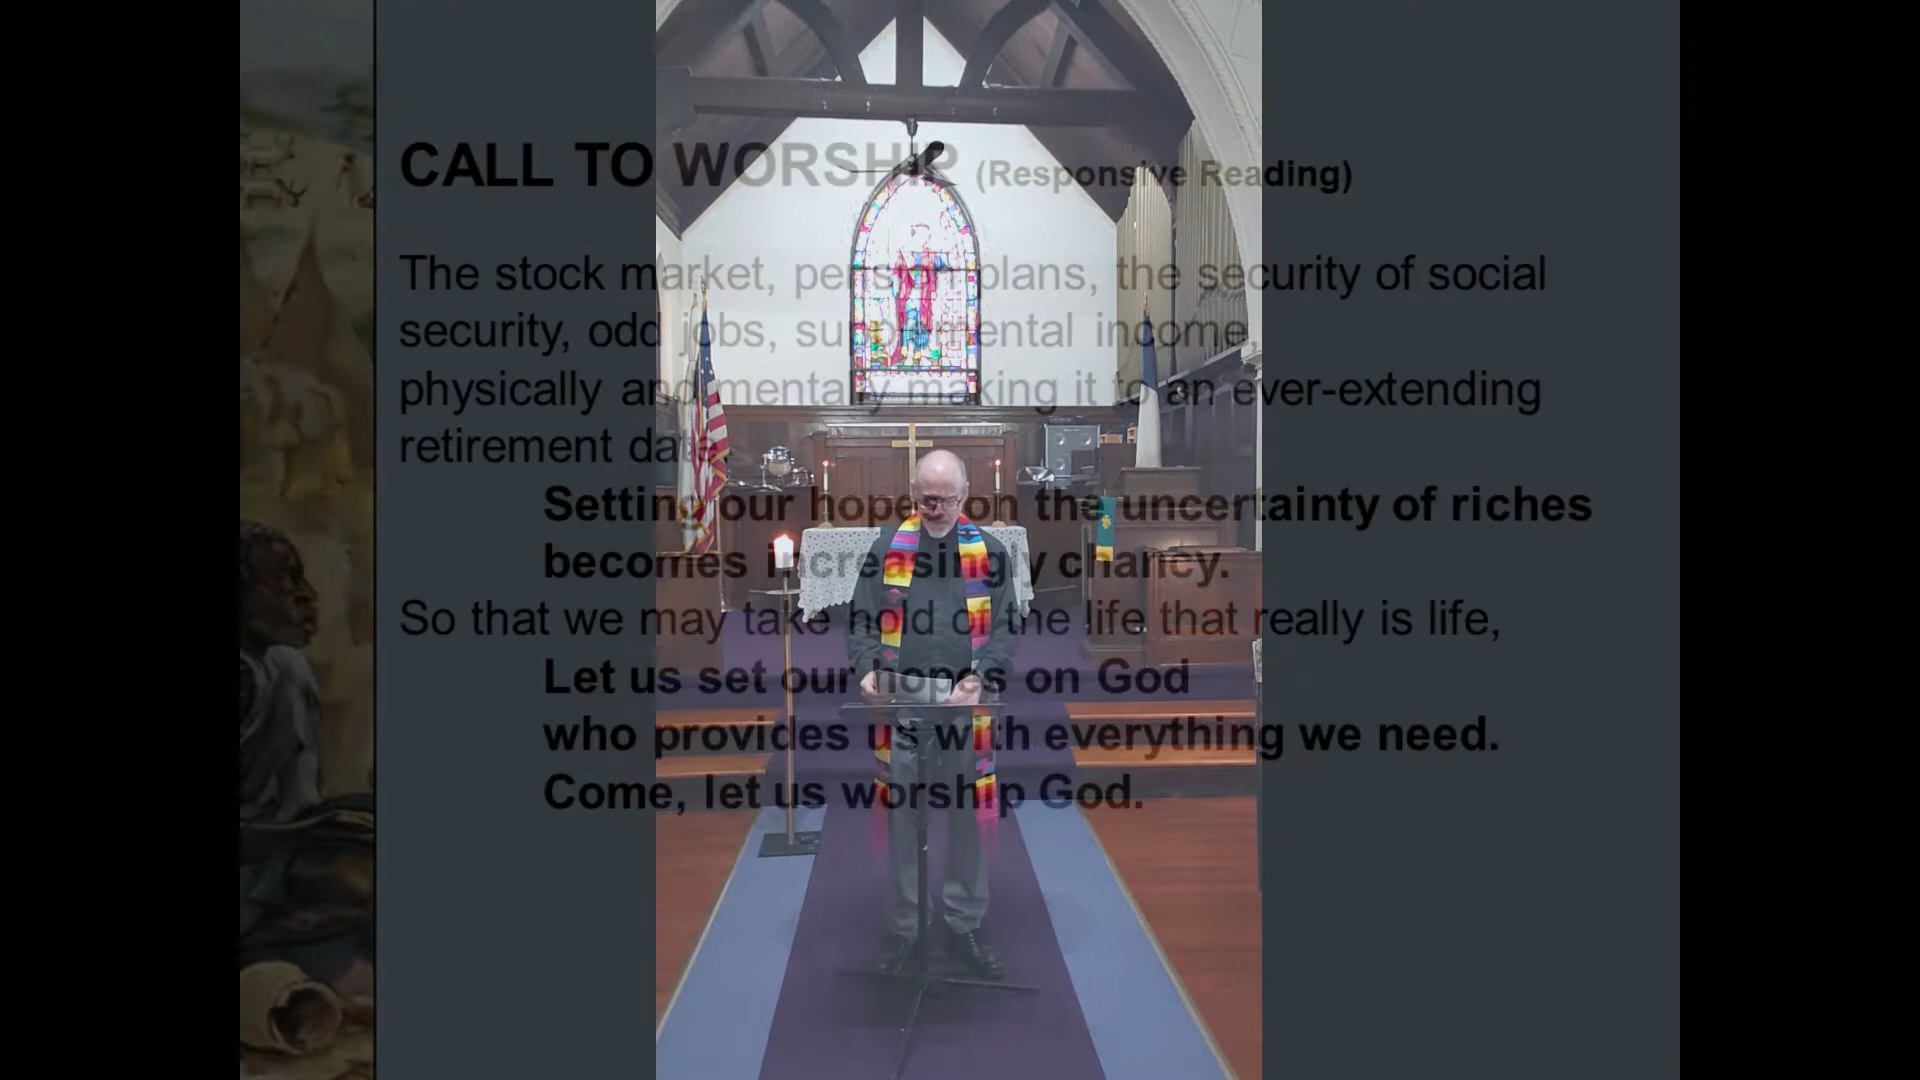 CALL TO WORSHIP (Responsive Reading)
The stock market, pension plans, the security of social
security, odd jobs, supplemental income,
physically and mentally making it to an ever-extending
retirement date
Setting our hopes on the uncertainty of riches
becomes increasingly chancy.
So that we may take hold of the life that really is life,
Let us set our hopes on God
who provides us with everything we need.
Come, let us worship God.